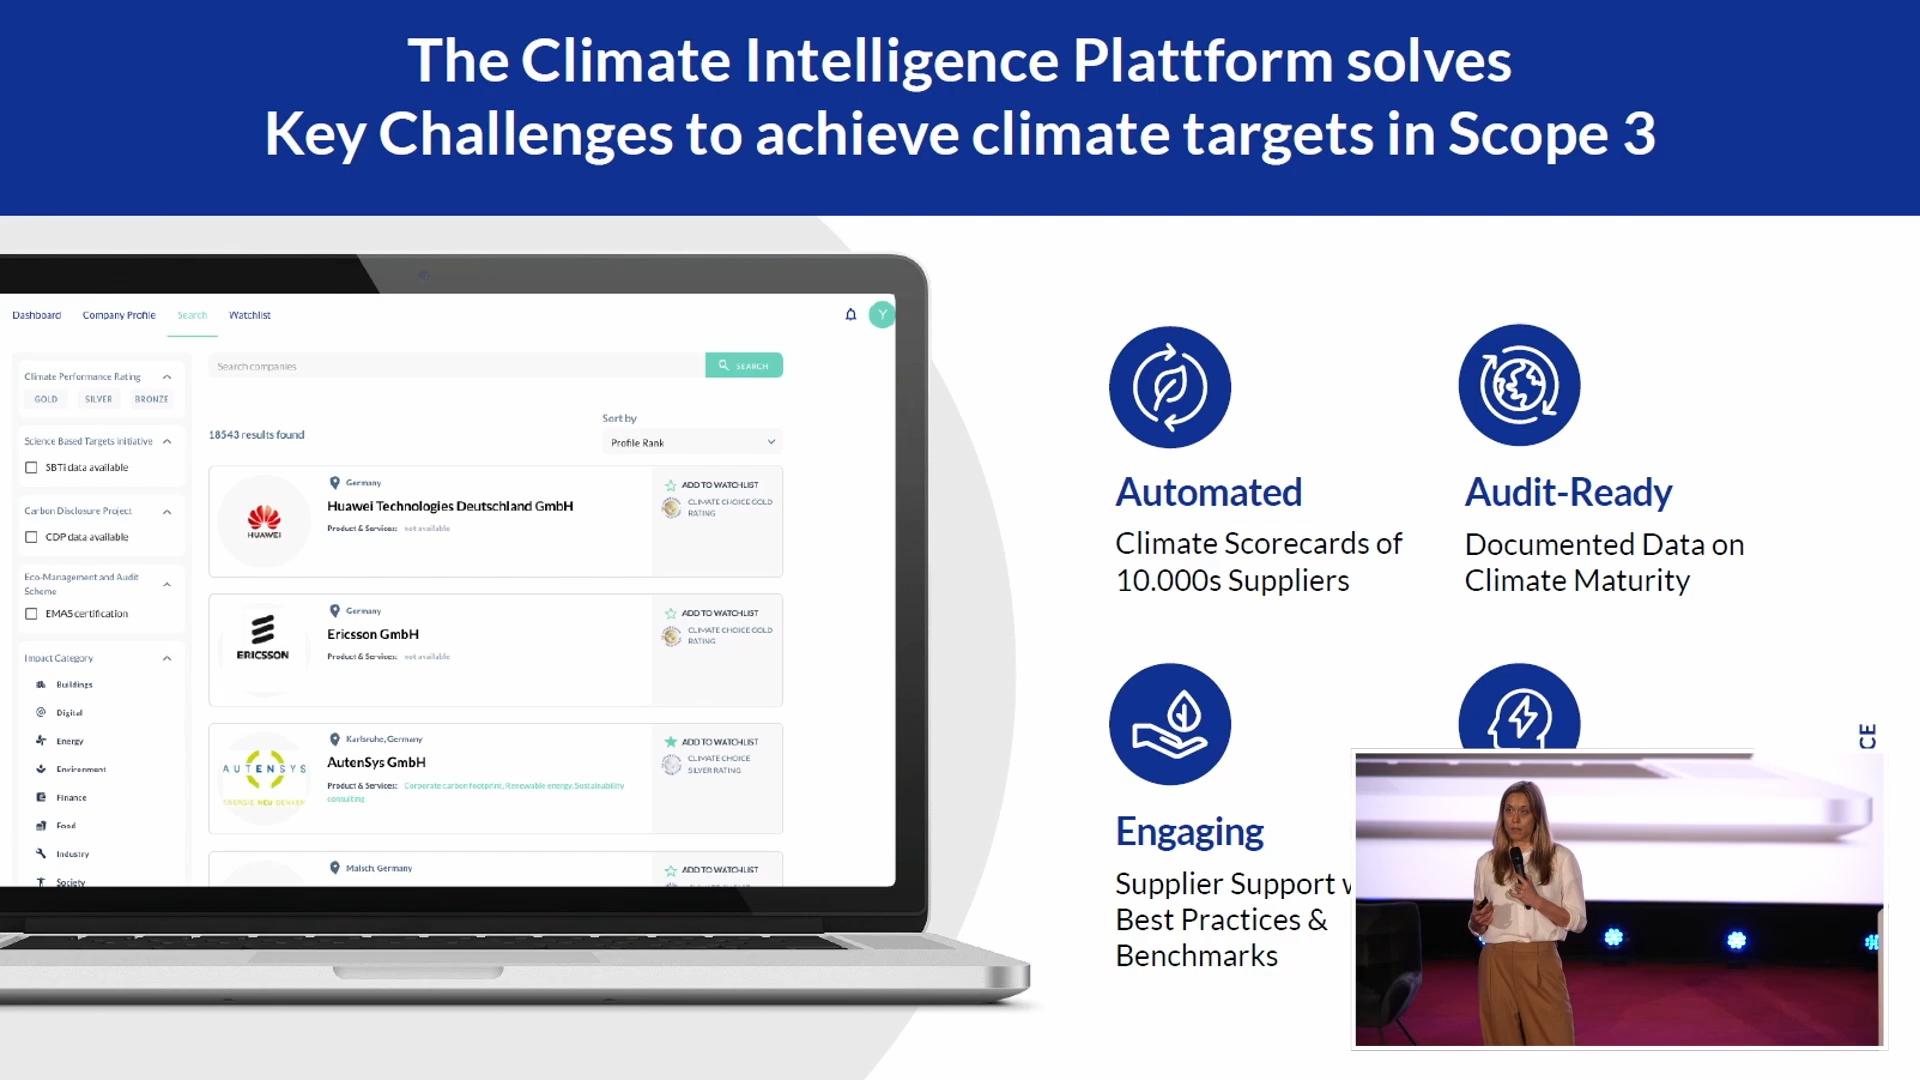 The Climate Intelligence Plattform solves
Key Challenges to achieve climate targets in Scope 3
Dashboard
Company Profile
Search
Watchlist
Y
Climate Performance Rating
GOLD
SILVER
BRONZE
Science Based Targets Initiative
SBTi data available
Carbon Disclosure Project
CDP data available
Eco-Management and Audit
Scheme
EMAS certification
Impact Category
Buildings
Digital
Energy
Environment
Finance
Food
Industry
Society
Search companies
SEARCH
18543 results found
Sort by
Profile Rank
HUAWEI
Germany
Huawei Technologies Deutschland GmbH
Product & Services: not available
ADD TO WATCHLIST
CLIMATE CHOICE GOLD
RATING
ERICSSON
Germany
Ericsson GmbH
Product & Services: not available
ADD TO WATCHLIST
CLIMATE CHOICE GOLD
RATING
AUTENSYS
ENERGIE NEU DENKEN
Karlsruhe, Germany
AutenSys GmbH
Product & Services: Corporate carbon footprint, Renewable energy, Sustainability
consulting
ADD TO WATCHLIST
CLIMATE CHOICE
SILVER RATING
Malsch, Germany
ADD TO WATCHLIST
Automated
Climate Scorecards of
10.000s Suppliers
Audit-Ready
Documented Data on
Climate Maturity
Engaging
Supplier Support
Best Practices &
Benchmarks
CE